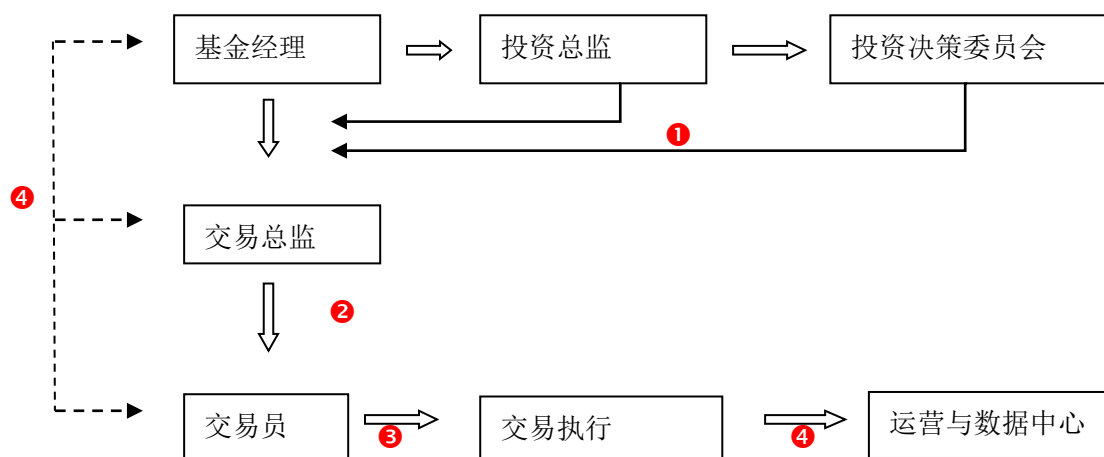 基金经理
投资总监
投资决策委员会
❶
❹
交易总监
❷
交易员
❸
交易执行
❹
运营与数据中心